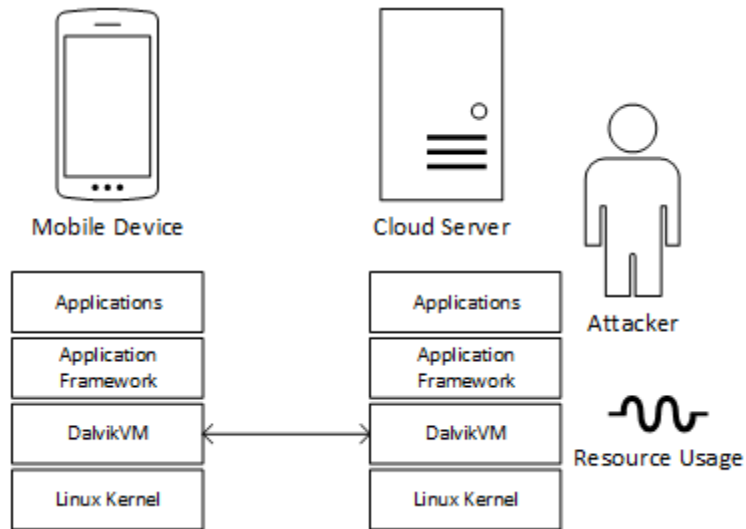 Mobile Device
Cloud Server
Attacker
Applications
Application
Framework
DalvikVM
Linux Kernel
Applications
Application
Framework
DalvikVM
Linux Kernel
Resource Usage